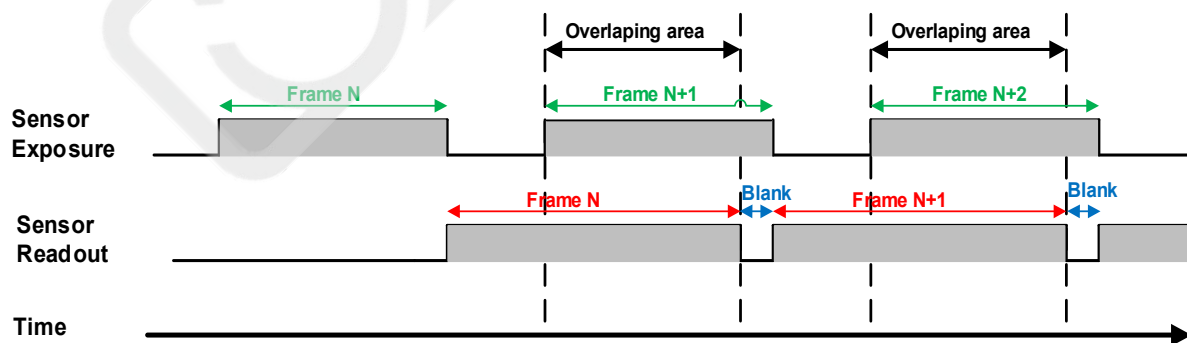 Overlaping area
Overlaping area
Frame N
Frame N+1
Frame N+2
Sensor
Exposure
Blank
Blank
Frame N
Frame N+1
Sensor
Readout
Time